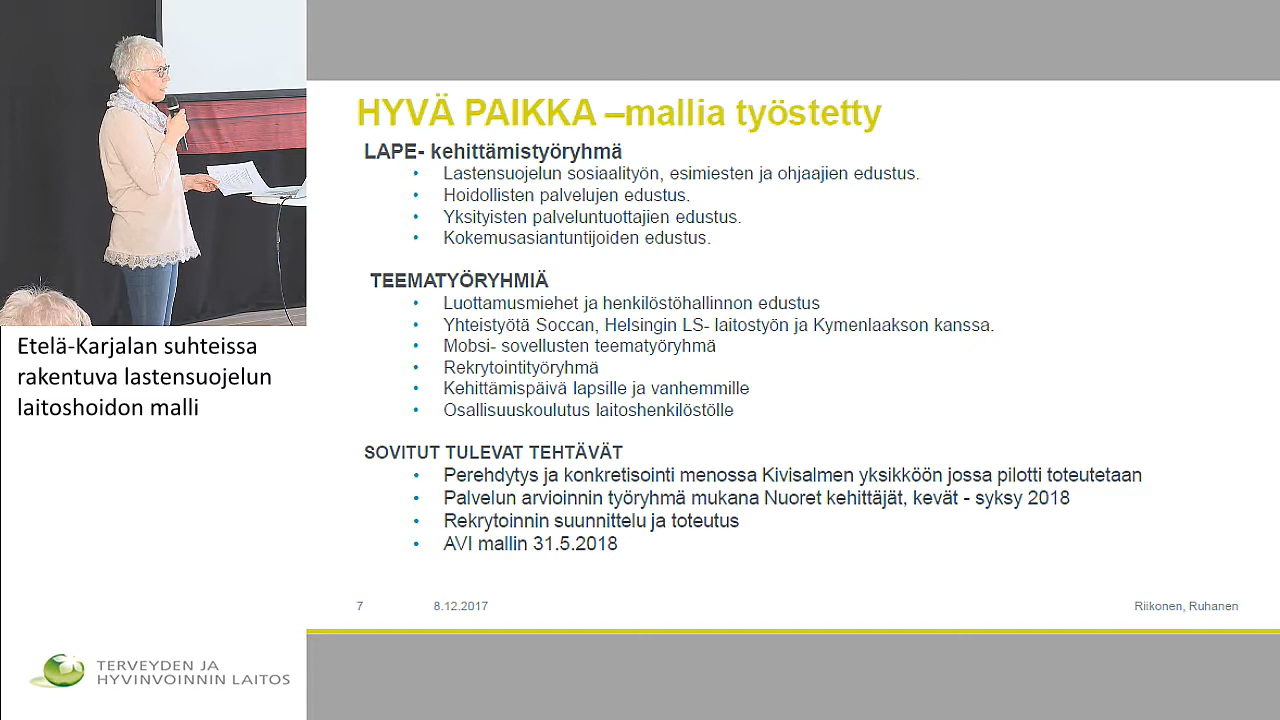 HYVÄ PAIKKA –mallia työstetty
LAPE- kehittämistyöryhmä
• Lastensuojelun sosiaalityön, esimiesten ja ohjaajien edustus.
• Hoidollisten palvelujen edustus.
• Yksityisten palveluntuottajien edustus.
• Kokemusasiantuntijoiden edustus.
TEEMATYÖRYHMIÄ
• Luottamusmiehet ja henkilöstöhallinnon edustus
• Yhteistyötä Soccan, Helsingin LS- laitostyön ja Kymenlaakson kanssa.
• Mobsi- sovellusten teematyöryhmä
• Rekrytointityöryhmä
• Kehittämispäivä lapsille ja vanhemmille
• Osallisuuskoulutus laitoshenkilöstölle
SOVITUT TULEVAT TEHTÄVÄT
• Perehdytys ja konkretisointi menossa Kivisalmen yksikköön jossa pilotti toteutetaan
• Palvelun arvioinnin työryhmä mukana Nuoret kehittäjät, kevät - syksy 2018
• Rekrytoinnin suunnittelu ja toteutus
• AVI mallin 31.5.2018
7 8.12.2017 Riikonen, Ruhanen
Etelä-Karjalan suhteissa
rakentuva lastensuojelun
laitoshoidon malli
TERVEYDEN JA
HYVINVOINNIN LAITOS